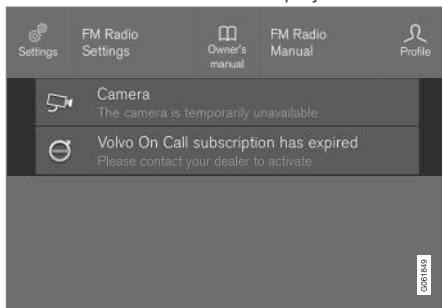 Settings
FM Radio
Settings
Owner's
manual
FM Radio
Manual
Profile
Camera
The camera is temporarily unavailable
Volvo On Call subscription has expired
Please contact your dealer to activate
G061849